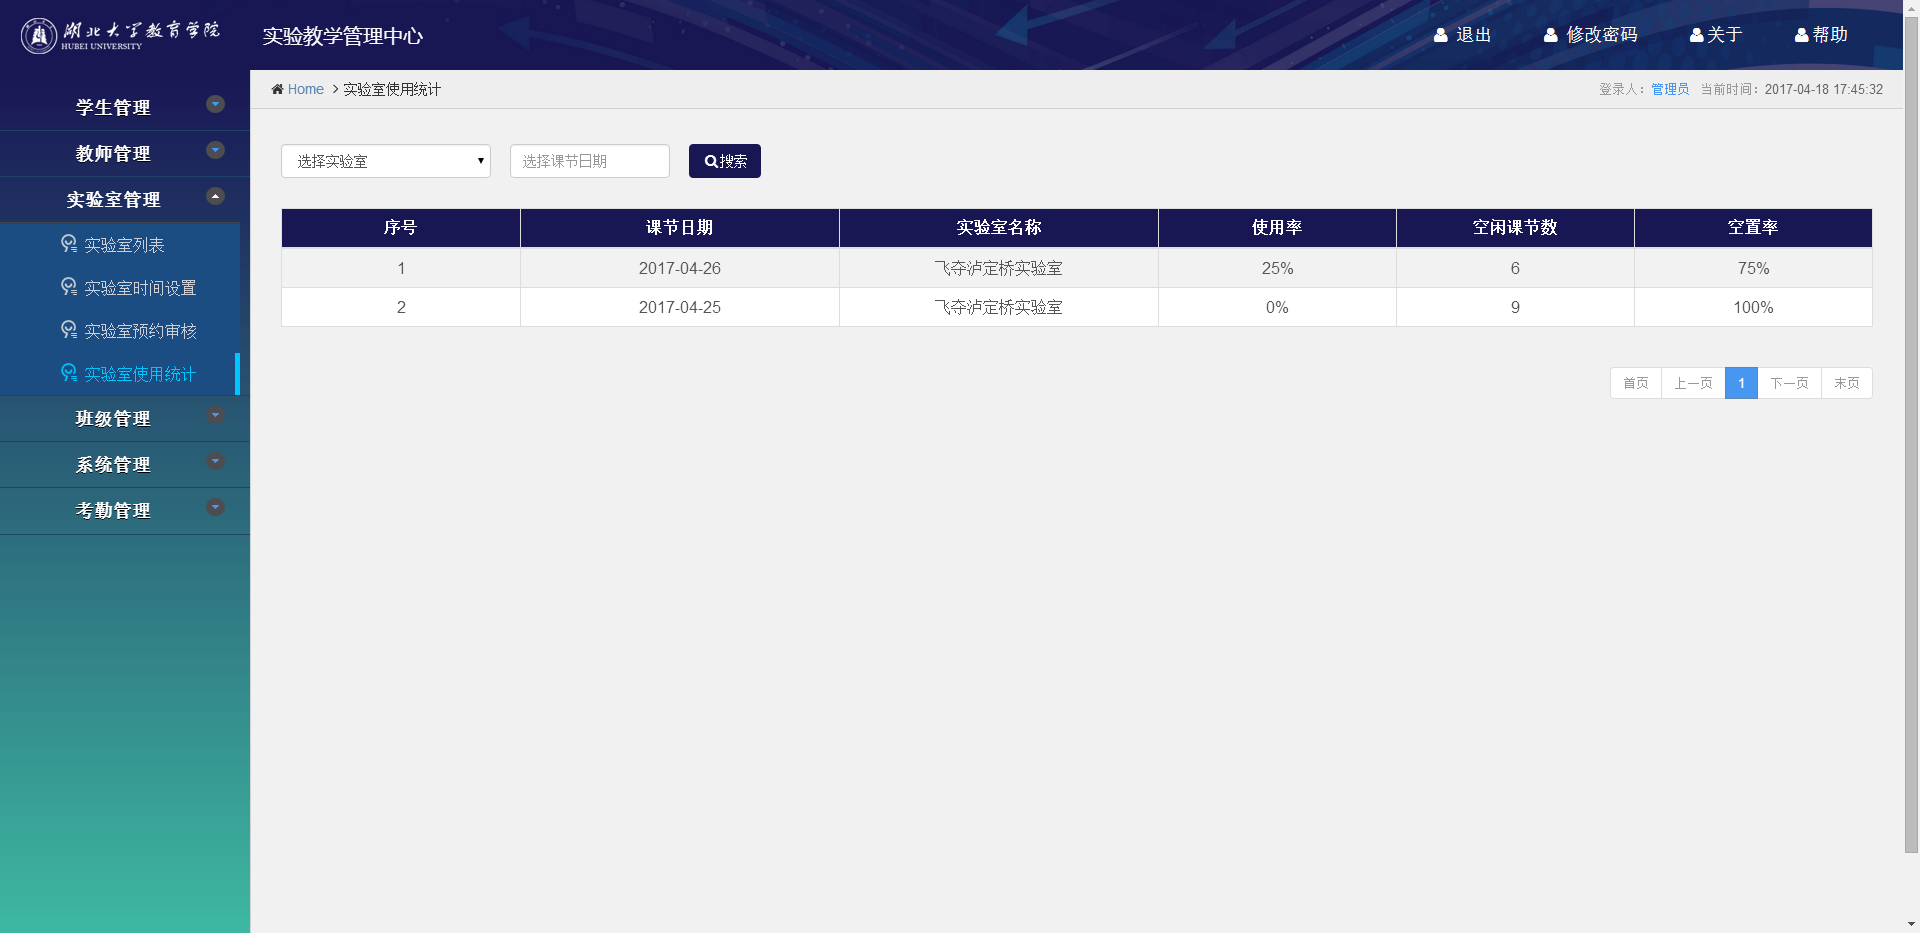 湖北大学教育学院
HUBEI UNIVERSITY
实验教学管理中心
退出 修改密码 关于 帮助
Home > 实验室使用统计
登录人：管理员 当前时间：2017-04-18 17:45:32
学生管理
教师管理
实验室管理
实验室列表
实验室时间设置
实验室预约审核
实验室使用统计
班级管理
系统管理
考勤管理
选择实验室 选择课节日期 搜索
序号 课节日期 实验室名称 使用率 空闲课节数 空置率
1 2017-04-26 飞夺泸定桥实验室 25% 6 75%
2 2017-04-25 飞夺泸定桥实验室 0% 9 100%
首页 上一页 1 下一页 末页